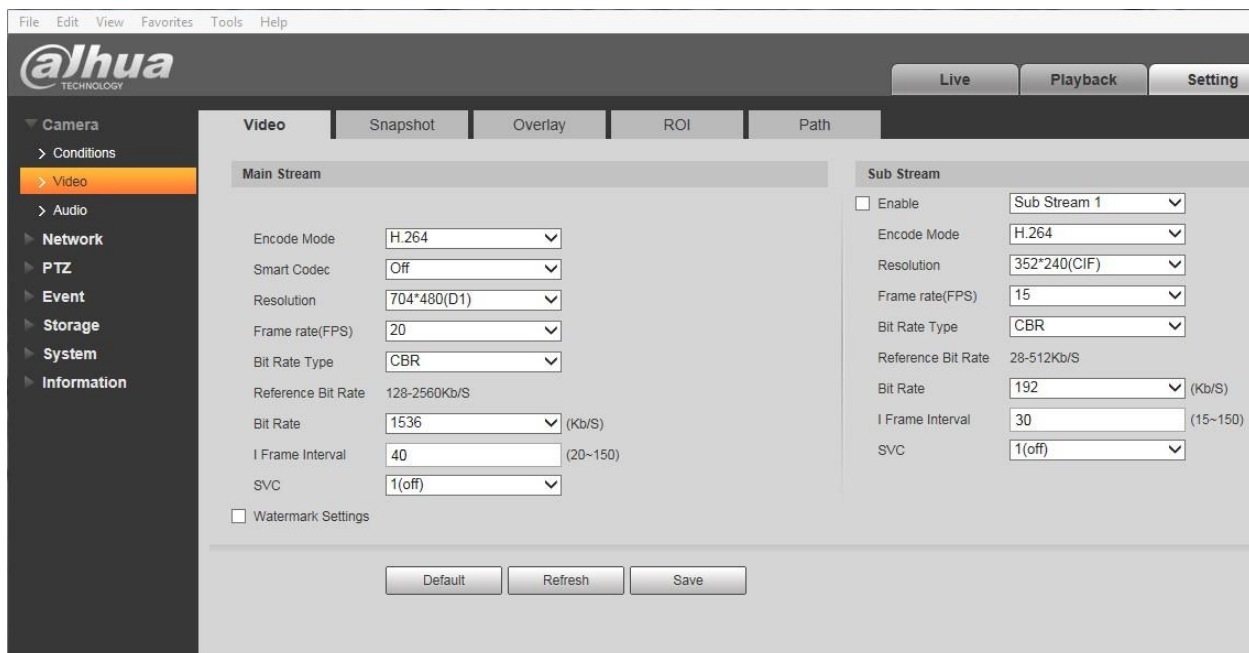 File Edit View Favorites Tools Help
alhua
TECHNOLOGY
Live Playback Setting
Camera
Conditions
Video
Audio
Network
PTZ
Event
Storage
System
Information
Video Snapshot Overlay ROI Path
Main Stream
Encode Mode H.264
Smart Codec Off
Resolution 704*480(D1)
Frame rate(FPS) 20
Bit Rate Type CBR
Reference Bit Rate 128-2560Kb/S
Bit Rate 1536 (Kb/S)
I Frame Interval 40 (20~150)
SVC 1(off)
Watermark Settings
Default Refresh Save
Sub Stream
Enable Sub Stream 1
Encode Mode H.264
Resolution 352*240(CIF)
Frame rate(FPS) 15
Bit Rate Type CBR
Reference Bit Rate 28-512Kb/S
Bit Rate 192 (Kb/S)
I Frame Interval 30 (15~150)
SVC 1(off)